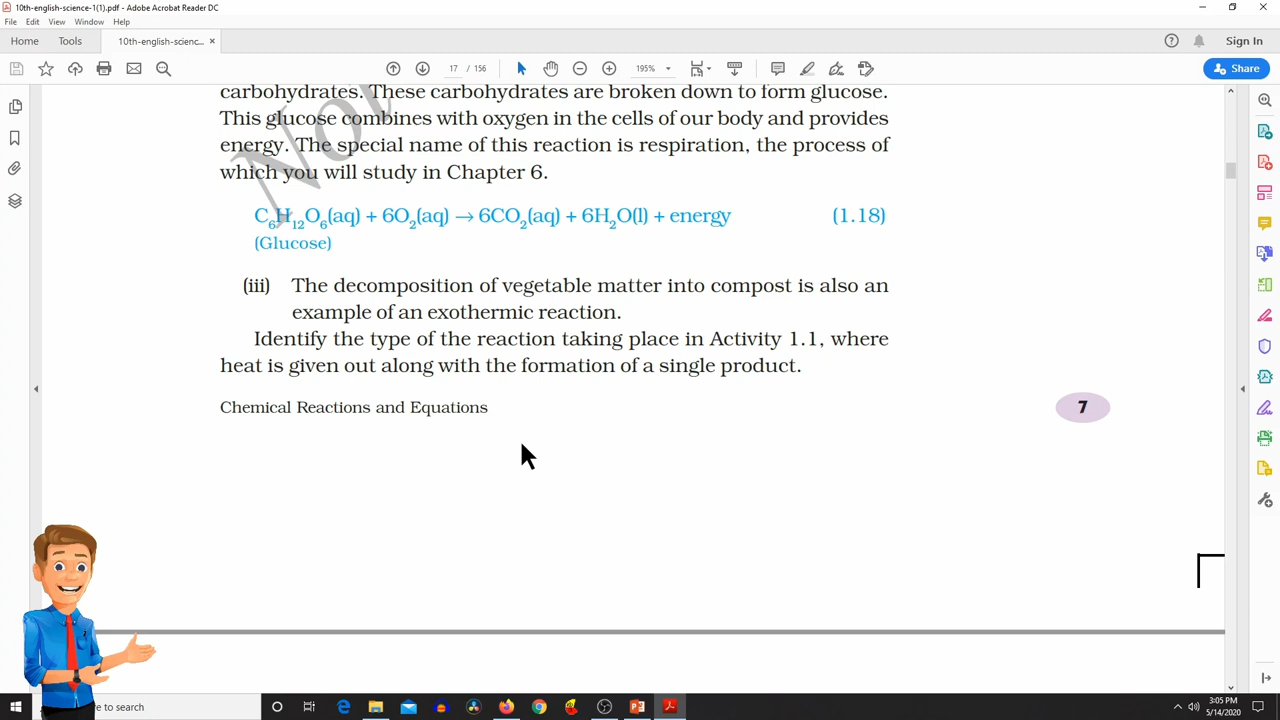 10th-english-science-1(1).pdf - Adobe Acrobat Reader DC
File Edit View Window Help
Home Tools 10th-english-scienc... × Sign In
17 / 156 195% Share
carbohydrates. These carbohydrates are broken down to form glucose.
This glucose combines with oxygen in the cells of our body and provides
energy. The special name of this reaction is respiration, the process of
which you will study in Chapter 6.
Not
C₆H₁₂O₆(aq) + 6O₂(aq) → 6CO₂(aq) + 6H₂O(l) + energy (1.18)
(Glucose)
(iii) The decomposition of vegetable matter into compost is also an
example of an exothermic reaction.
Identify the type of the reaction taking place in Activity 1.1, where
heat is given out along with the formation of a single product.
Chemical Reactions and Equations 7
e to search
3:05 PM
5/14/2020